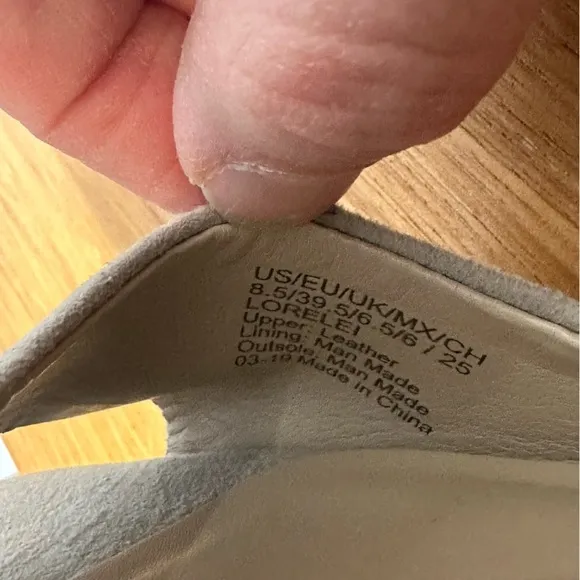 US/EU/UK/MX/CH
8.5/39.5/6.5/6 / 25
LORELEI
Upper: Leather
Lining: Man Made
Outsole, Man Made
03-19 Made in China